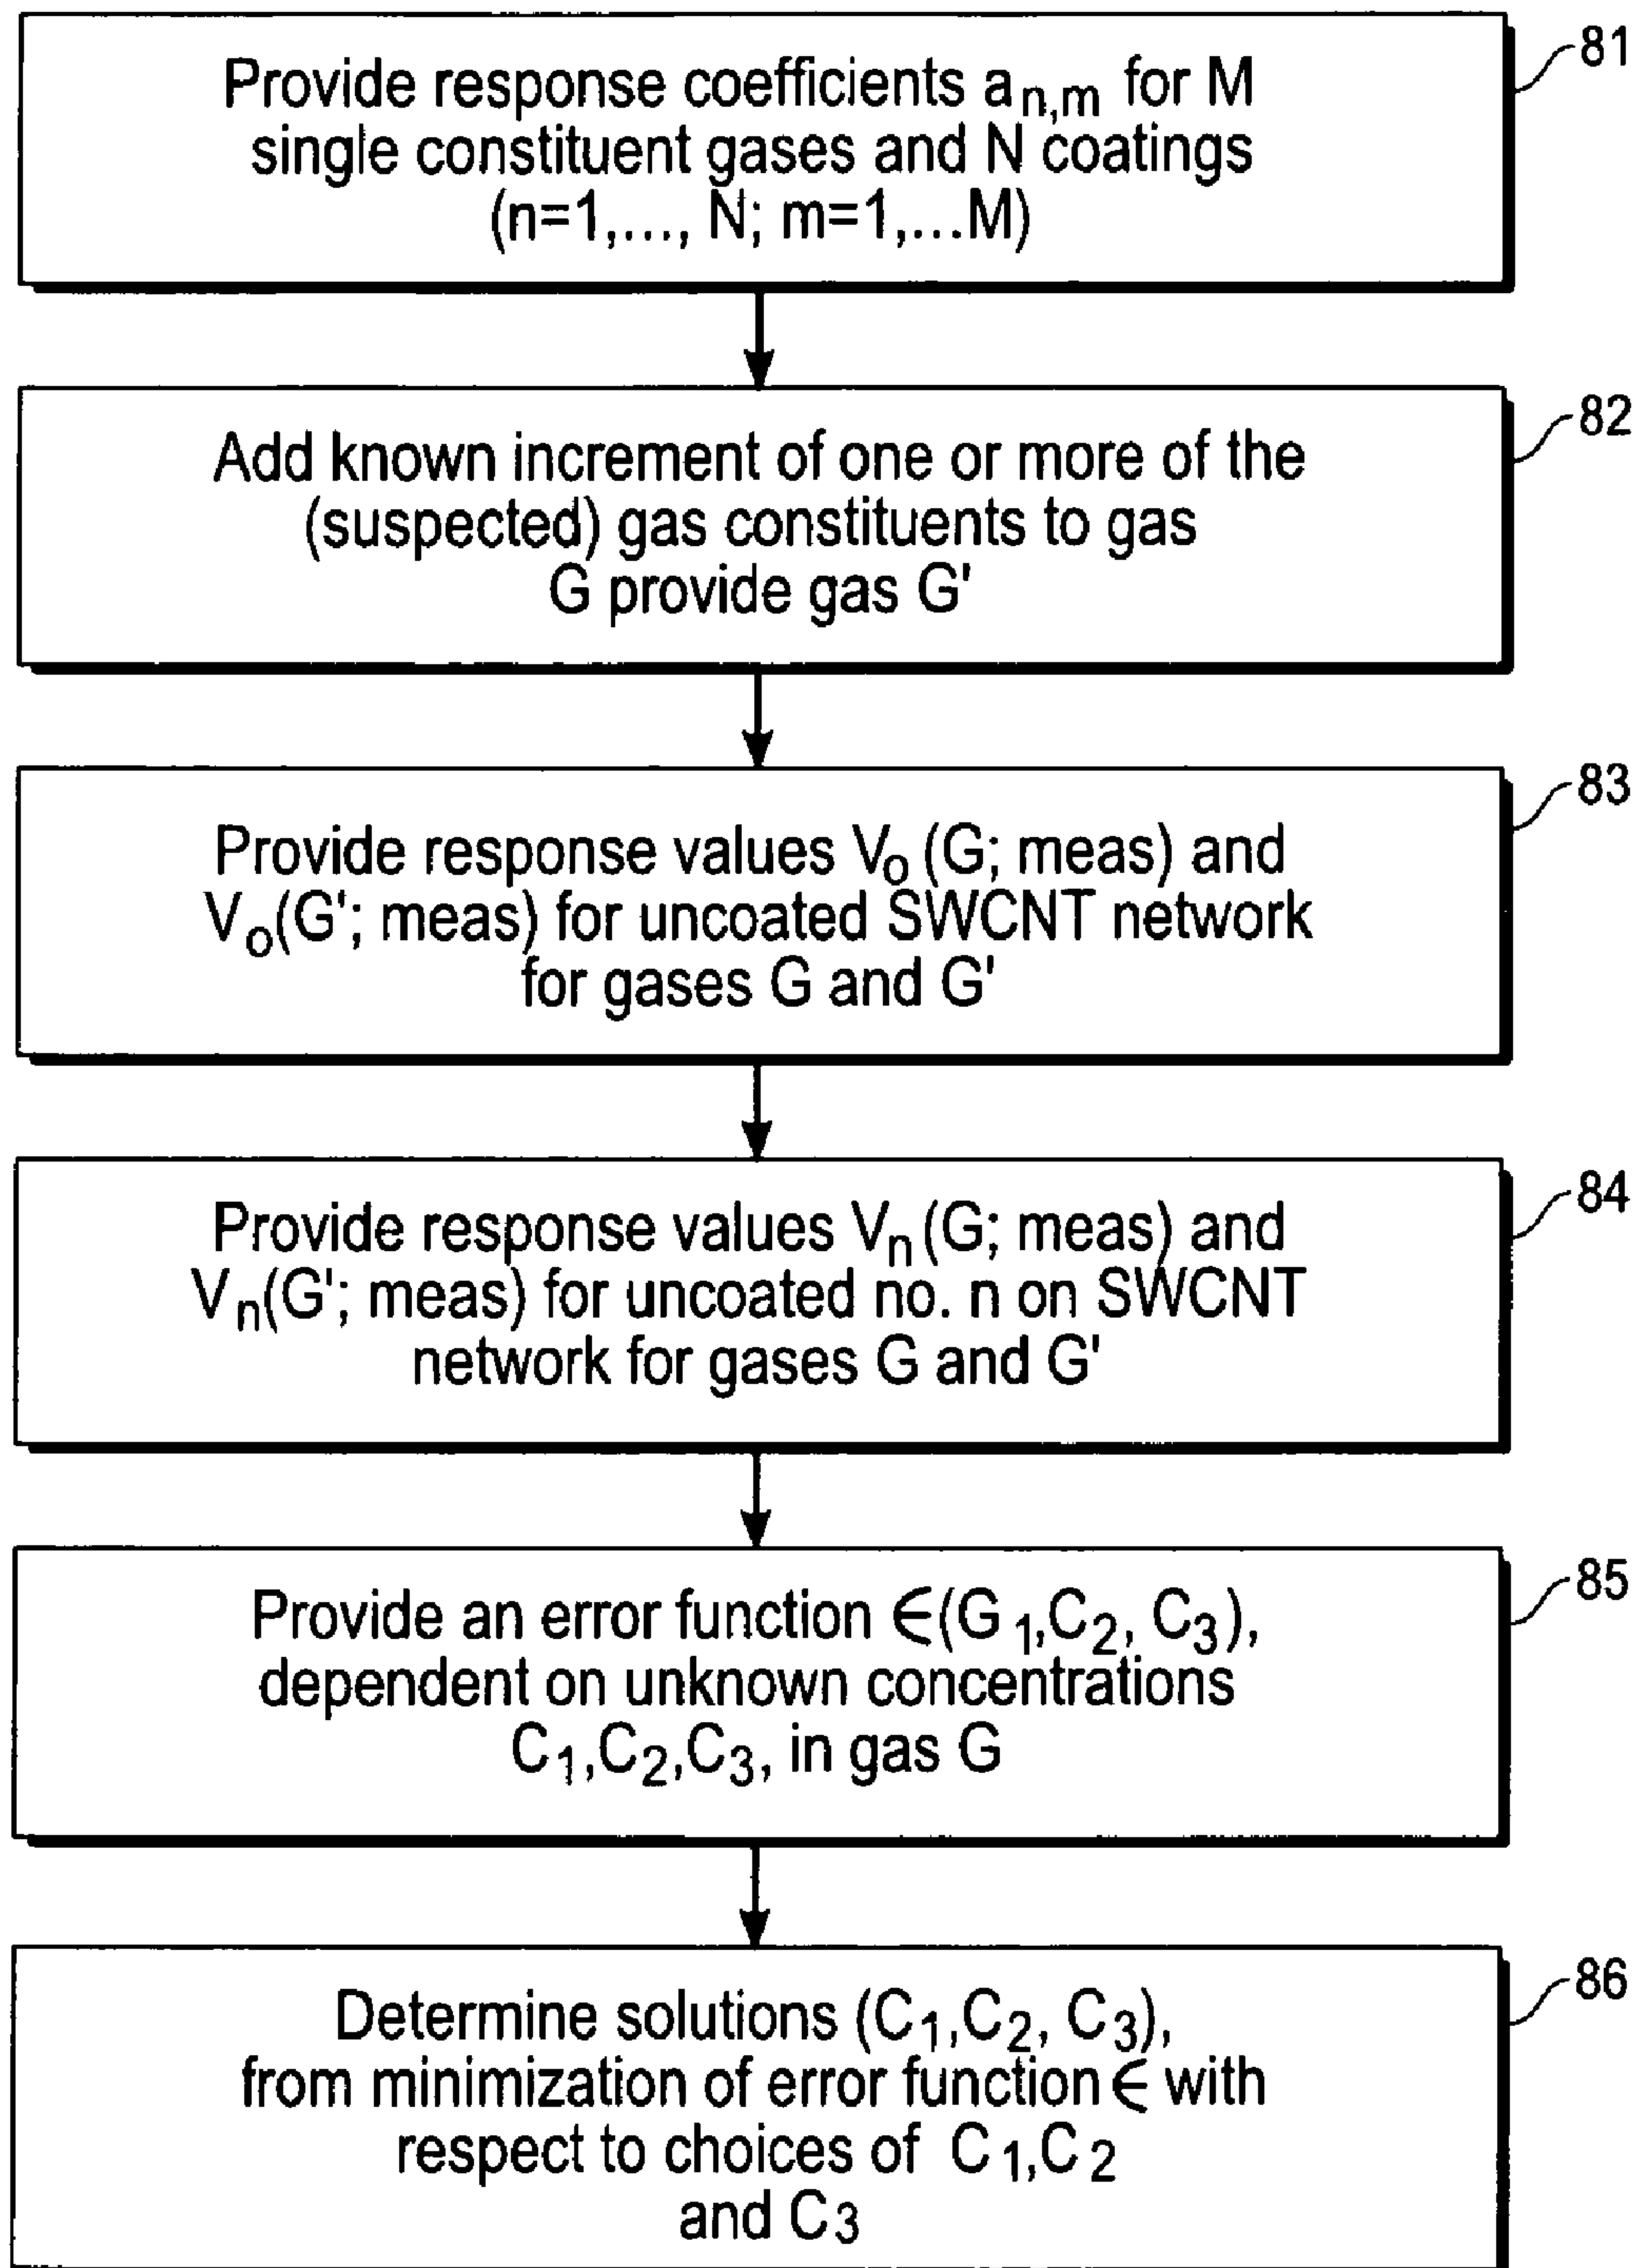 81
Provide response coefficients a n,m for M
single constituent gases and N coatings
(n=1,..., N; m=1,...M)
82
Add known increment of one or more of the
(suspected) gas constituents to gas
G provide gas G'
83
Provide response values Vo (G; meas) and
Vo(G'; meas) for uncoated SWCNT network
for gases G and G'
84
Provide response values Vn (G; meas) and
Vn(G'; meas) for uncoated no. n on SWCNT
network for gases G and G'
85
Provide an error function ∈(G1,C2, C3),
dependent on unknown concentrations
C1,C2,C3, in gas G
86
Determine solutions (C1,C2, C3),
from minimization of error function ∈ with
respect to choices of C1,C2
and C3